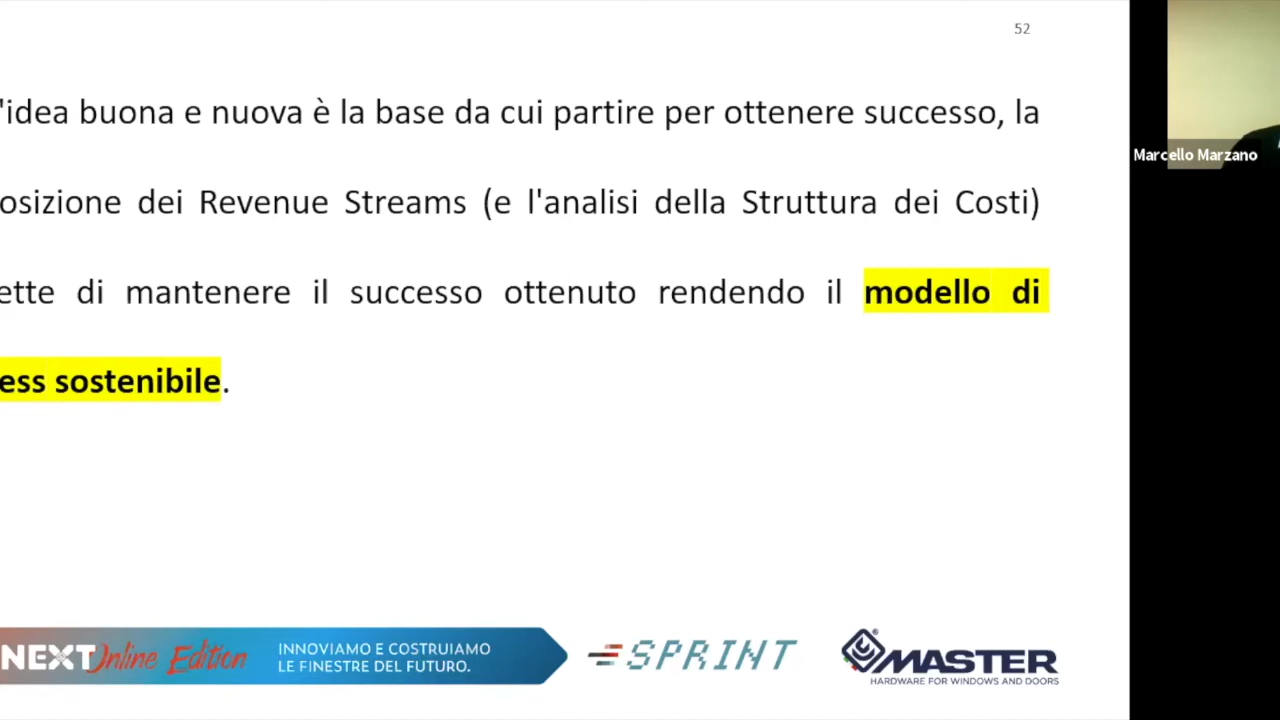 52
'idea buona e nuova è la base da cui partire per ottenere successo, la
osizione dei Revenue Streams (e l'analisi della Struttura dei Costi)
ette di mantenere il successo ottenuto rendendo il modello di
ess sostenibile.
Marcello Marzano
NEXT Online Edition
INNOVIAMO E COSTRUIAMO
LE FINESTRE DEL FUTURO.
SPRINT
MASTER
HARDWARE FOR WINDOWS AND DOORS